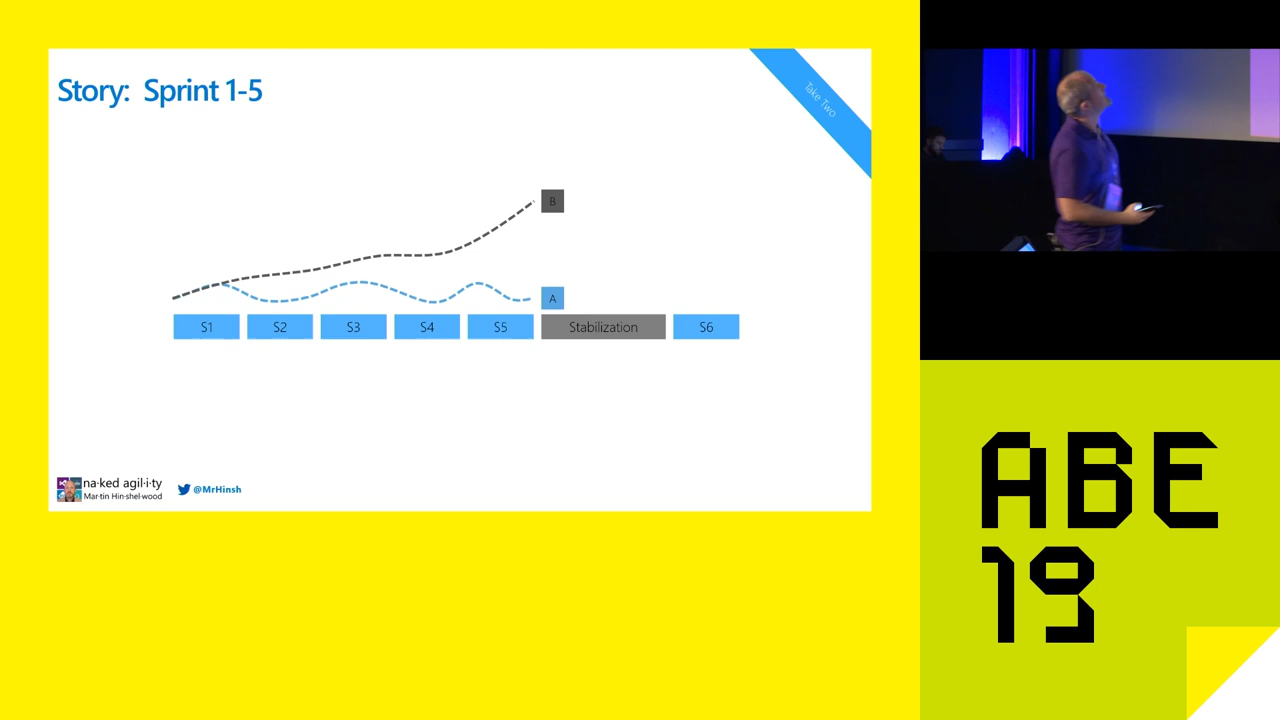 Story: Sprint 1-5
Take Two
B
A
S1 S2 S3 S4 S5 Stabilization S6
na·ked agil·i·ty
Mar·tin Hin·shel·wood
@MrHinsh
ABE
19